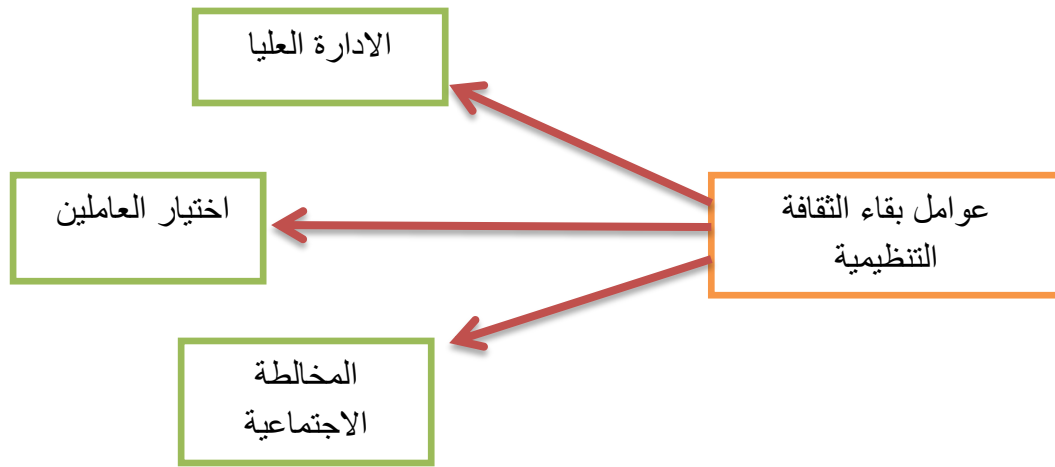 الادارة العليا
عوامل بقاء الثقافة
التنظيمية
اختيار العاملين
المخالطة
الاجتماعية